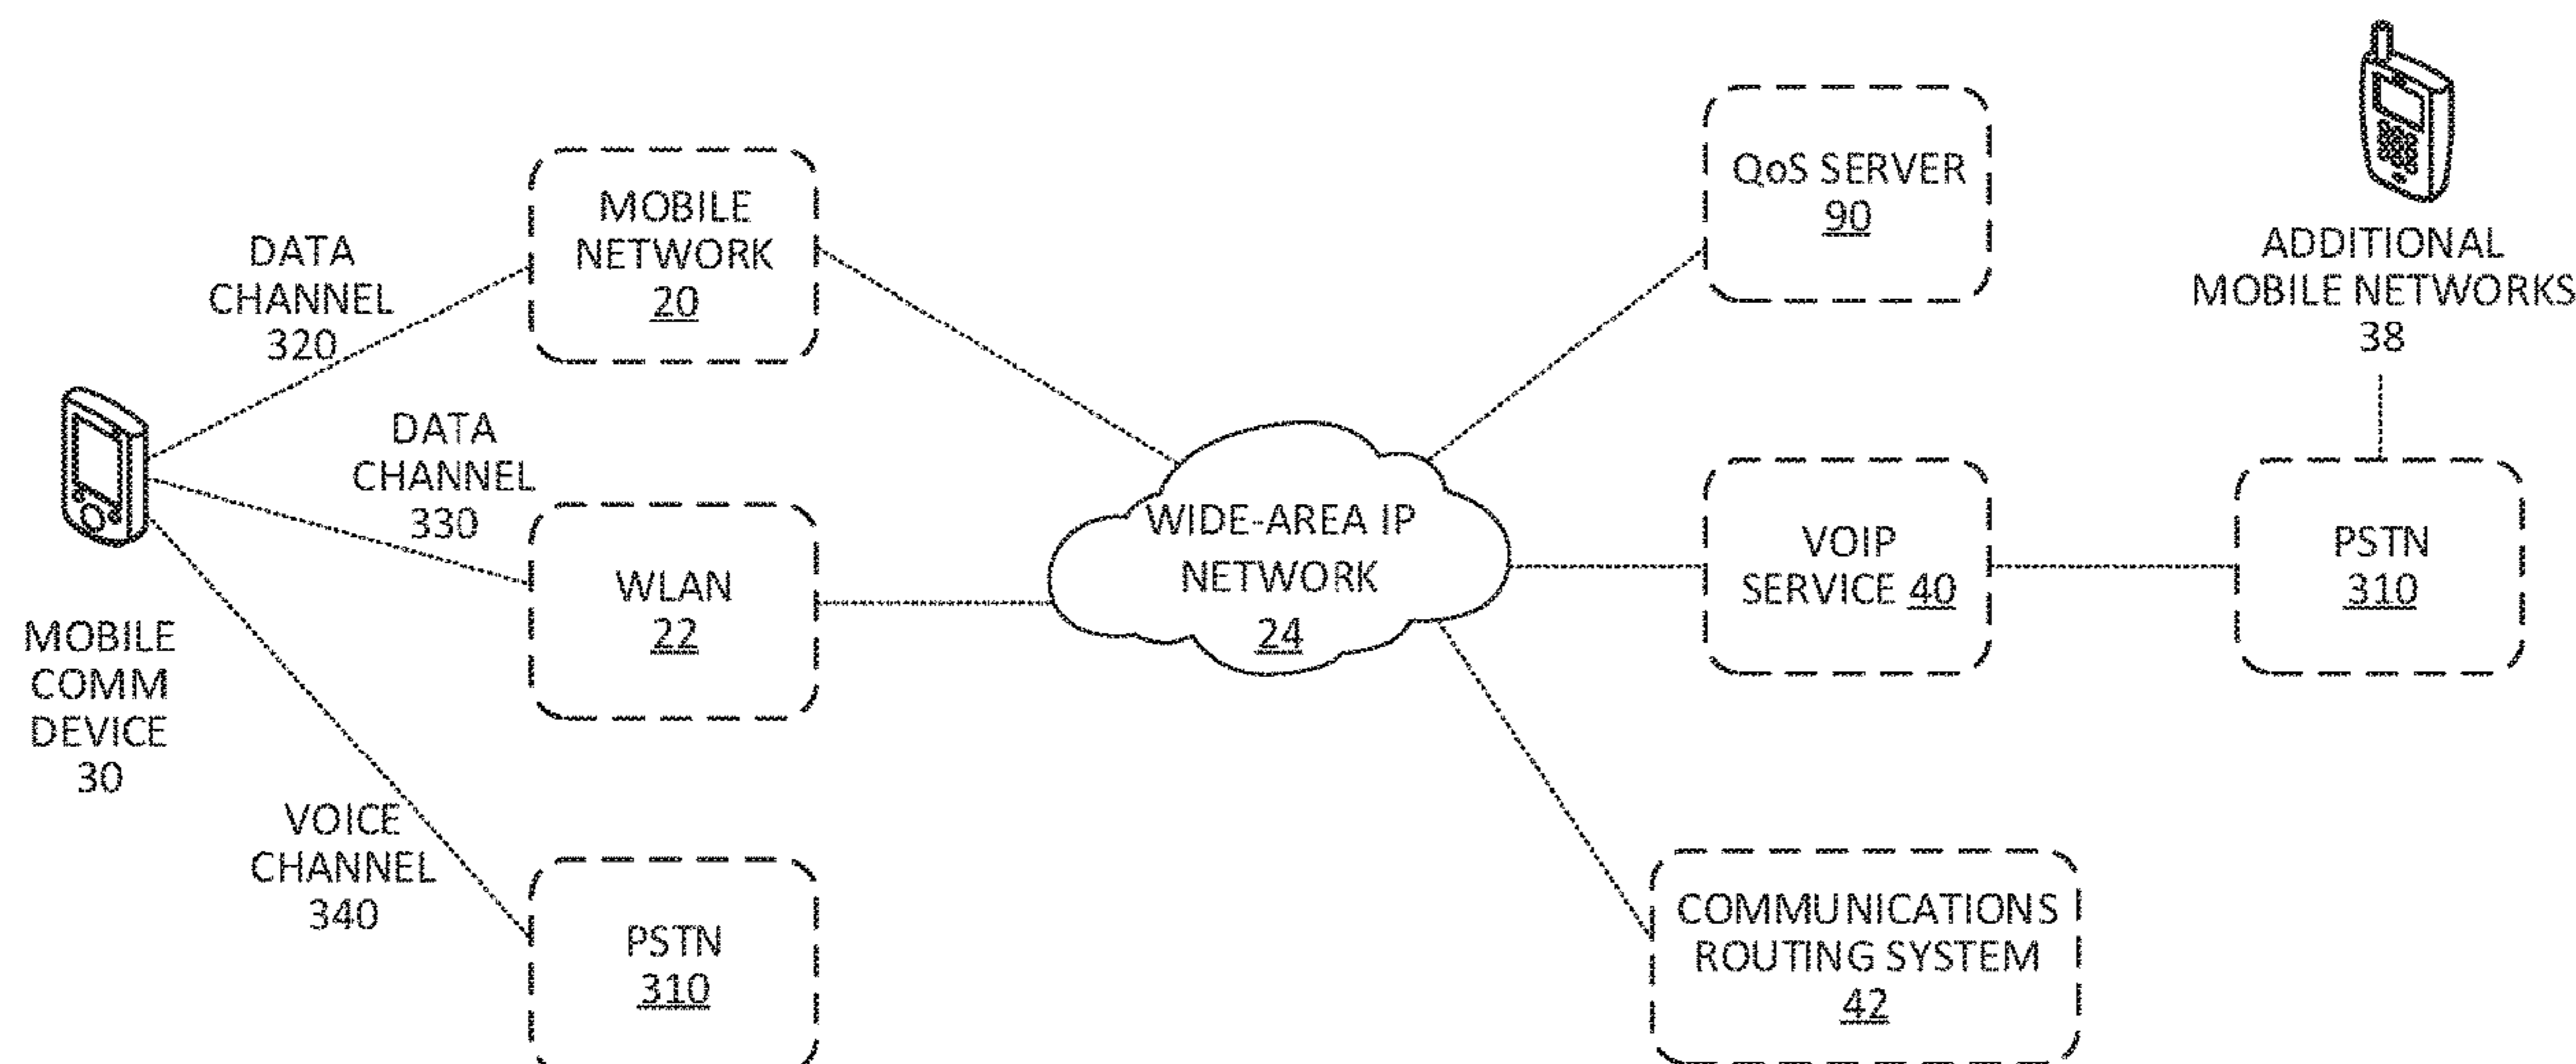 DATA
CHANNEL
320
MOBILE
NETWORK
20
QoS SERVER
90
ADDITIONAL
MOBILE NETWORKS
38
DATA
CHANNEL
330
MOBILE
COMM
DEVICE
30
WLAN
22
WIDE-AREA IP
NETWORK
24
VOIP
SERVICE 40
PSTN
310
VOICE
CHANNEL
340
PSTN
310
COMMUNICATIONS
ROUTING SYSTEM
42